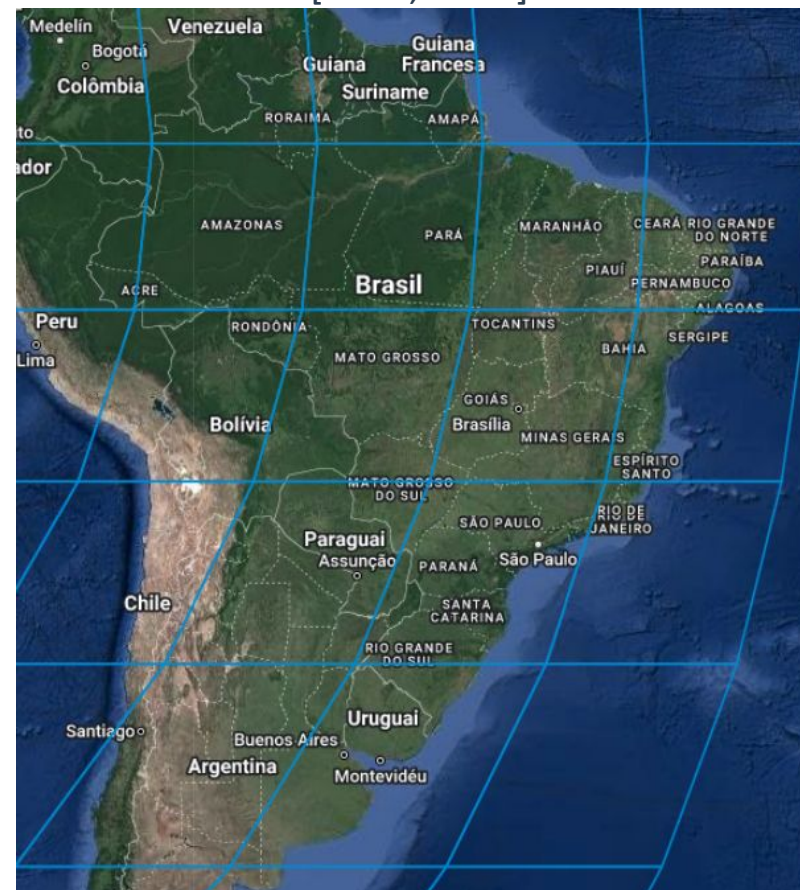 Medellín
Venezuela
Bogotá
Guiana
Guiana
Francesa
Colômbia
Suriname
RORAIMA
AMAPÁ
ito
ador
AMAZONAS
PARÁ
MARANHÃO
CEARÁ
RIO GRANDE
DO NORTE
PIAUÍ
PARAÍBA
Brasil
PERNAMBUCO
ACRE
ALAGOAS
Peru
RONDÔNIA
TOCANTINS
SERGIPE
Lima
MATO GROSSO
BAHIA
GOIÁS
Bolívia
Brasília
MINAS GERAIS
ESPÍRITO
SANTO
MATO GROSSO
DO SUL
SÃO PAULO
RIO DE
JANEIRO
Paraguai
Assunção
PARANÁ
São Paulo
Chile
SANTA
CATARINA
RIO GRANDE
DO SUL
Uruguai
Santiago
Buenos Aires
Argentina
Montevidéu